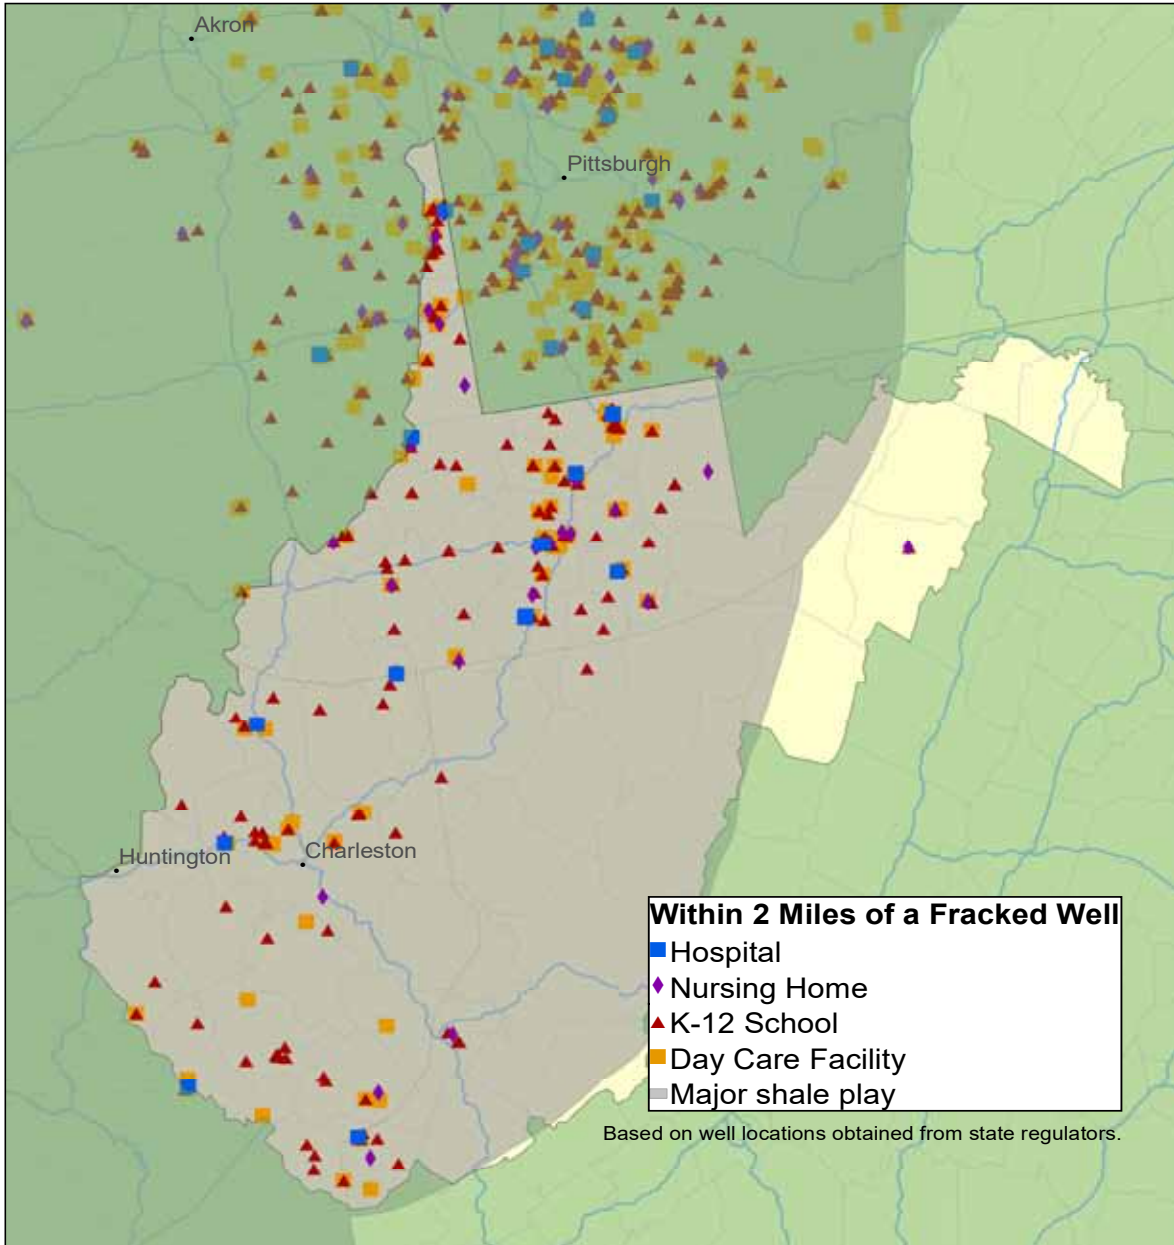 Akron
Pittsburgh
Huntington
Charleston
Within 2 Miles of a Fracked Well
Hospital
Nursing Home
K-12 School
Day Care Facility
Major shale play
Based on well locations obtained from state regulators.